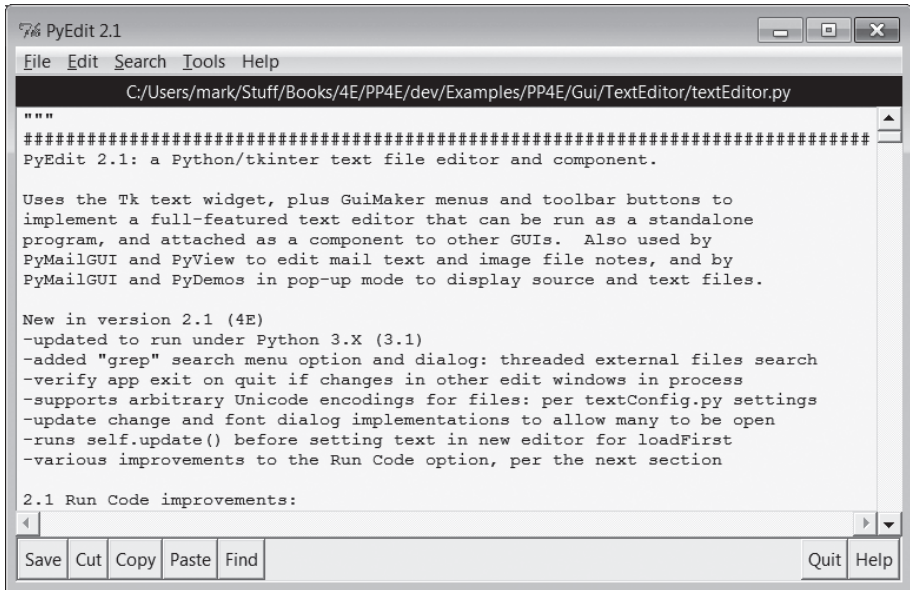 PyEdit 2.1
File Edit Search Tools Help
C:/Users/mark/Stuff/Books/4E/PP4E/dev/Examples/PP4E/Gui/TextEditor/textEditor.py
"""
################################################################################
PyEdit 2.1: a Python/tkinter text file editor and component.
Uses the Tk text widget, plus GuiMaker menus and toolbar buttons to
implement a full-featured text editor that can be run as a standalone
program, and attached as a component to other GUIs.  Also used by
PyMailGUI and PyView to edit mail text and image file notes, and by
PyMailGUI and PyDemos in pop-up mode to display source and text files.
New in version 2.1 (4E)
-updated to run under Python 3.X (3.1)
-added "grep" search menu option and dialog: threaded external files search
-verify app exit on quit if changes in other edit windows in process
-supports arbitrary Unicode encodings for files: per textConfig.py settings
-update change and font dialog implementations to allow many to be open
-runs self.update() before setting text in new editor for loadFirst
-various improvements to the Run Code option, per the next section
2.1 Run Code improvements:
Save Cut Copy Paste Find Quit Help